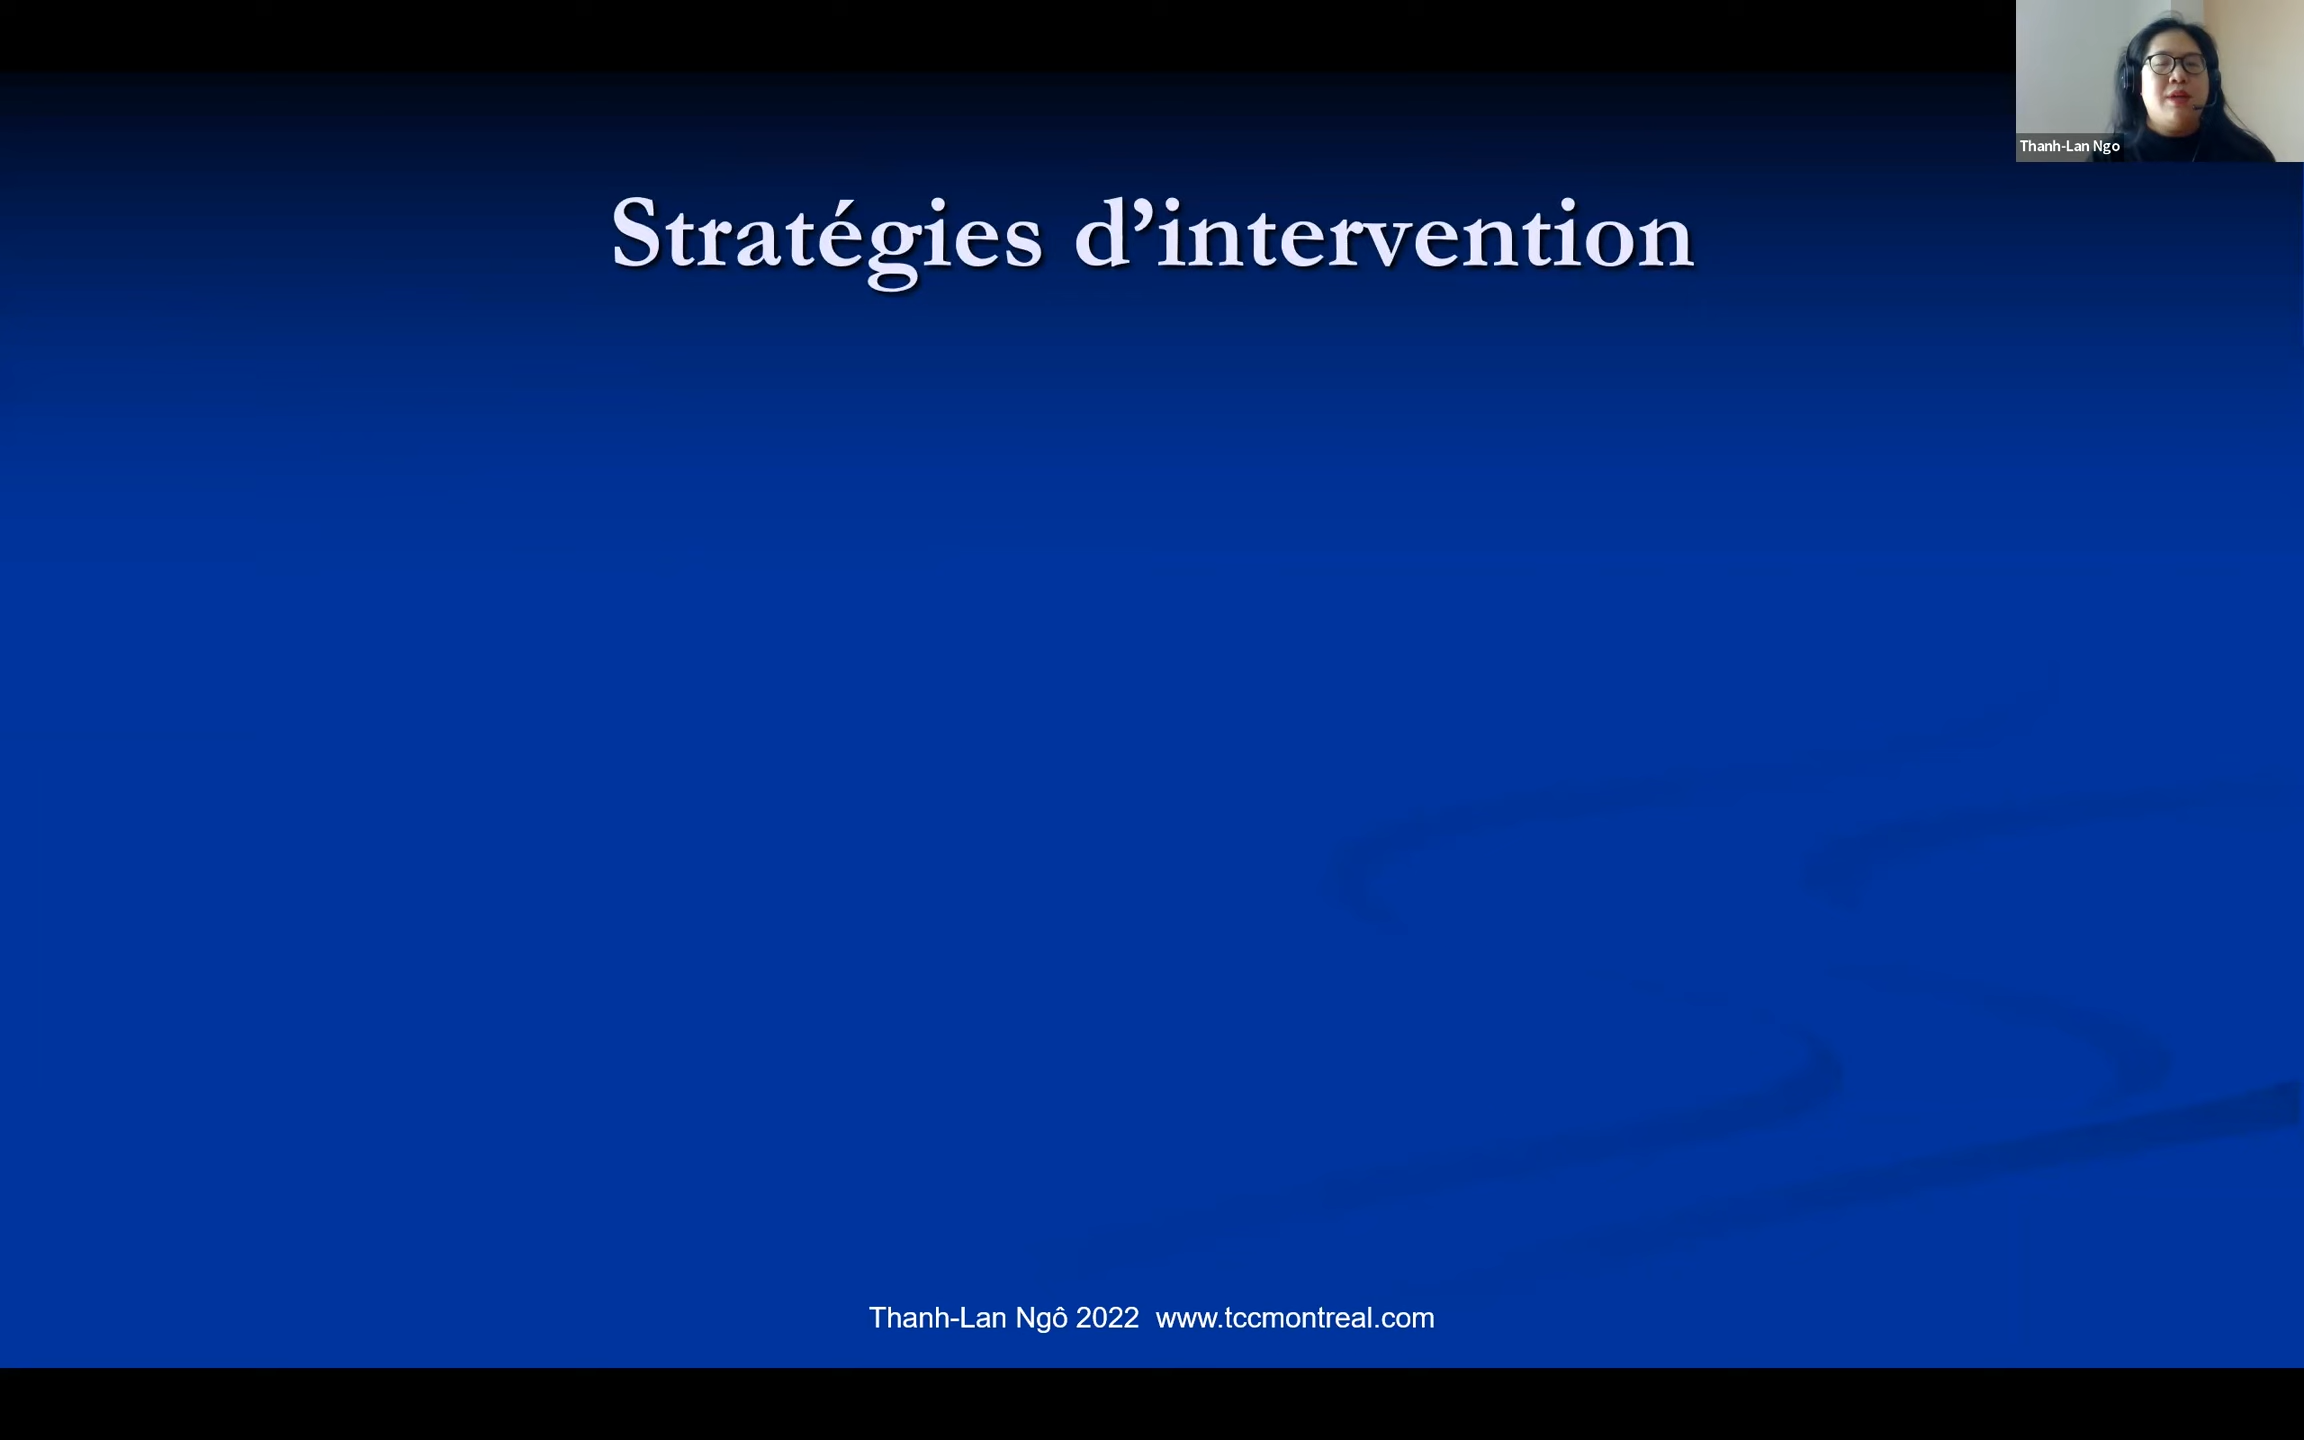 Thanh-Lan Ngo
Stratégies d’intervention
Thanh-Lan Ngô 2022  www.tccmontreal.com